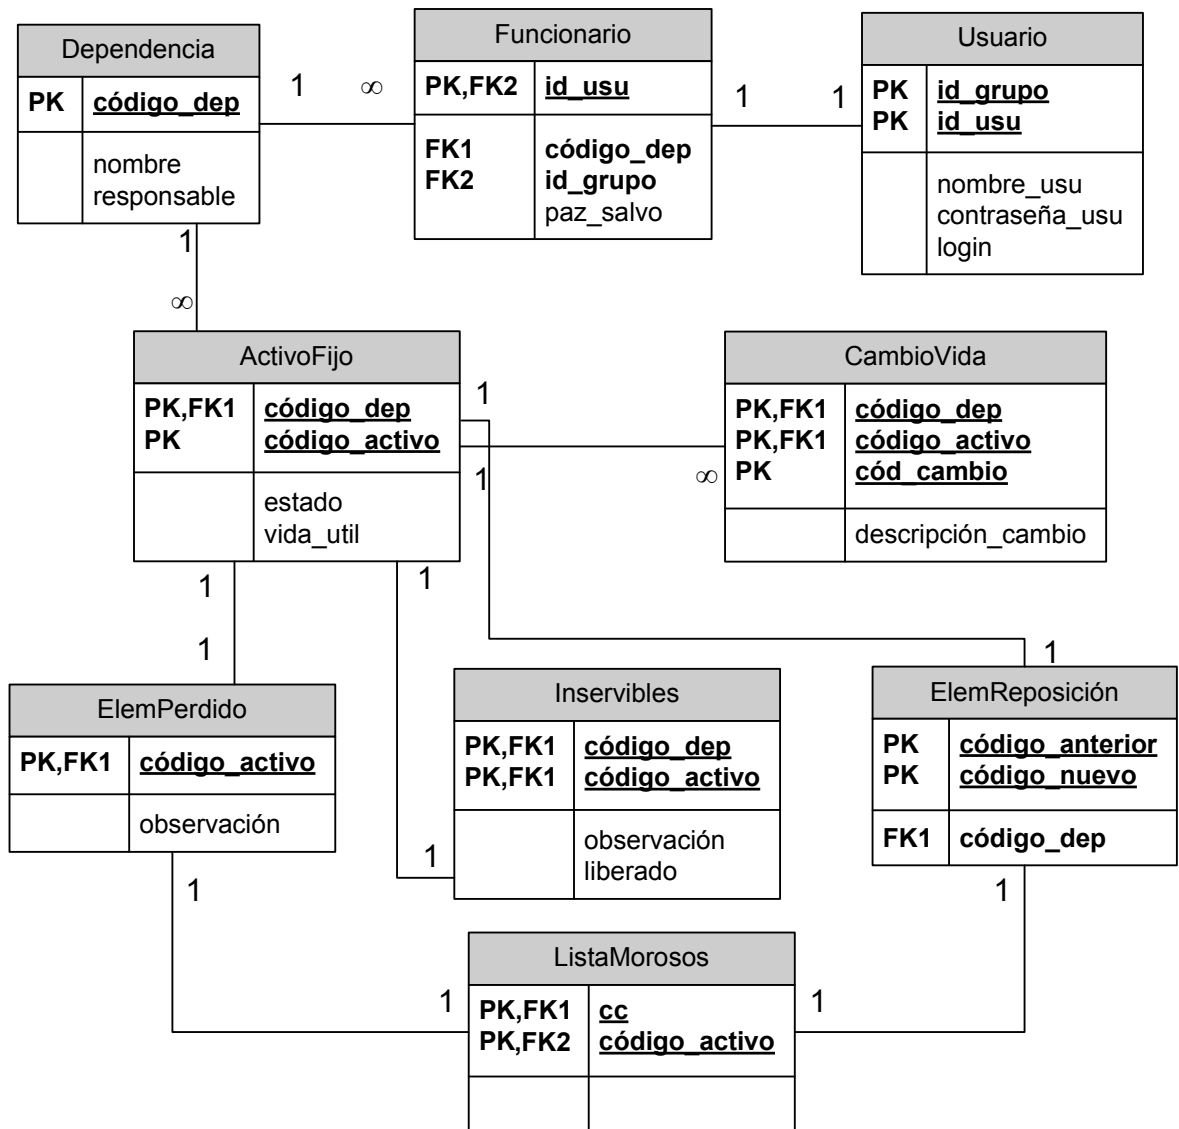 Dependencia
PK código_dep
nombre
responsable
1 ∞
Funcionario
PK,FK2 id_usu
FK1 código_dep
FK2 id_grupo
paz_salvo
1 1
Usuario
PK id_grupo
PK id_usu
nombre_usu
contraseña_usu
login
1
∞
ActivoFijo
PK,FK1 código_dep
PK código_activo
estado
vida_util
1
1 ∞
CambioVida
PK,FK1 código_dep
PK,FK1 código_activo
PK cód_cambio
descripción_cambio
1 1
1 1
ElemPerdido
PK,FK1 código_activo
observación
Inservibles
PK,FK1 código_dep
PK,FK1 código_activo
observación
liberado
ElemReposición
PK código_anterior
PK código_nuevo
FK1 código_dep
1
1 1
ListaMorosos
PK,FK1 cc
PK,FK2 código_activo
1 1